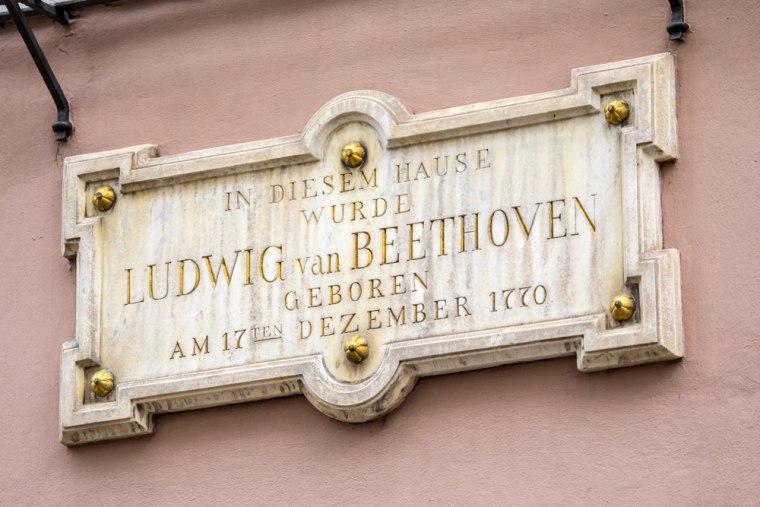 IN DIESEM HAUSE
WURDE
LUDWIG van BEETHOVEN
GEBOREN
AM 17TEN DEZEMBER 1770